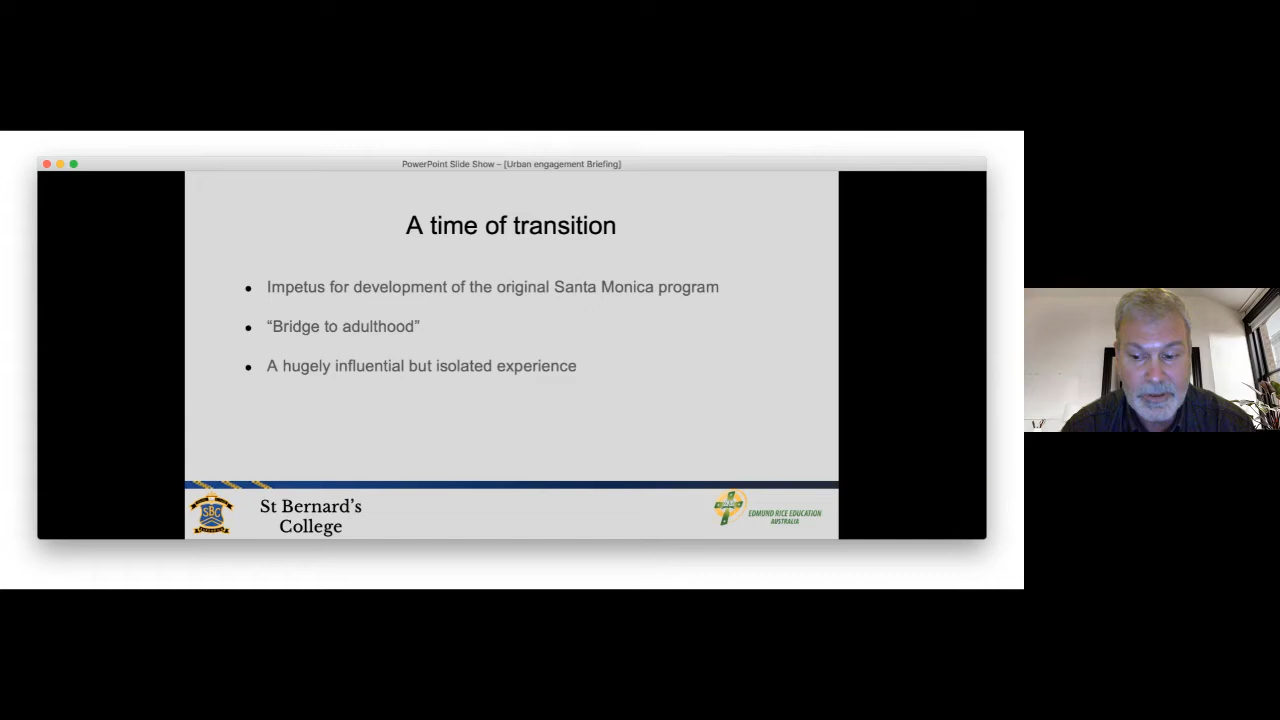 PowerPoint Slide Show – [Urban engagement Briefing]
A time of transition
• Impetus for development of the original Santa Monica program
• “Bridge to adulthood”
• A hugely influential but isolated experience
SBC
St Bernard’s
College
EDMUND RICE EDUCATION
AUSTRALIA